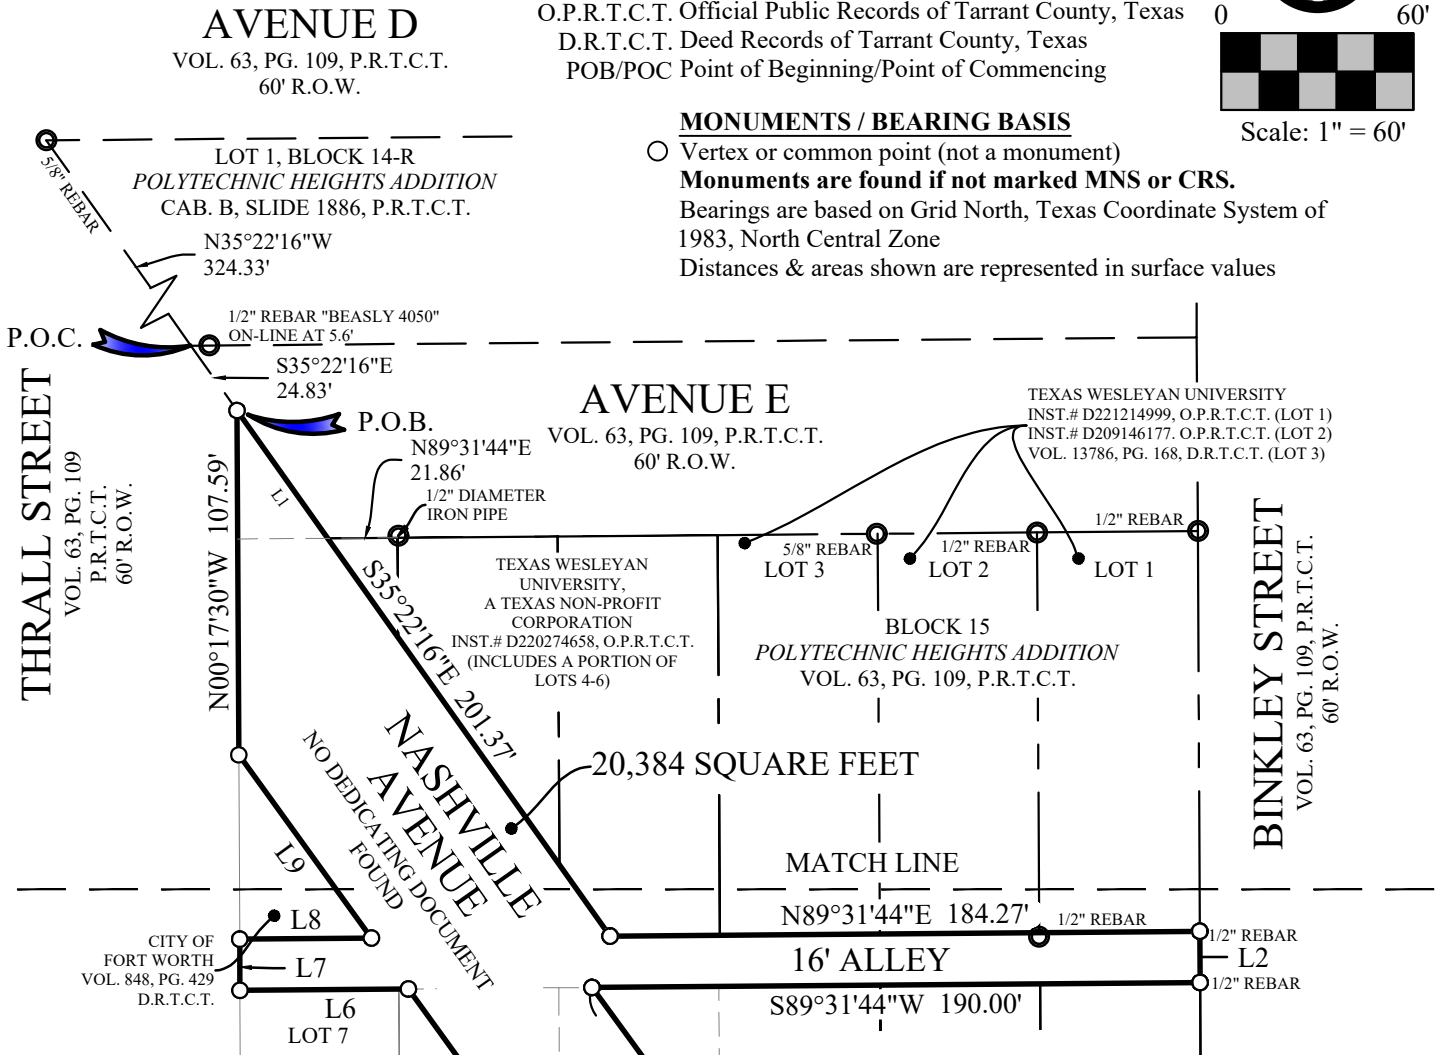 AVENUE D
VOL. 63, PG. 109, P.R.T.C.T.
60' R.O.W.
O.P.R.T.C.T. Official Public Records of Tarrant County, Texas
D.R.T.C.T. Deed Records of Tarrant County, Texas
POB/POC Point of Beginning/Point of Commencing
0 60'
Scale: 1" = 60'
MONUMENTS / BEARING BASIS
Vertex or common point (not a monument)
Monuments are found if not marked MNS or CRS.
Bearings are based on Grid North, Texas Coordinate System of
1983, North Central Zone
Distances & areas shown are represented in surface values
5/8" REBAR
LOT 1, BLOCK 14-R
POLYTECHNIC HEIGHTS ADDITION
CAB. B, SLIDE 1886, P.R.T.C.T.
N35°22'16"W
324.33'
P.O.C.
1/2" REBAR "BEASLY 4050"
ON-LINE AT 5.6'
S35°22'16"E
24.83'
P.O.B.
AVENUE E
VOL. 63, PG. 109, P.R.T.C.T.
60' R.O.W.
TEXAS WESLEYAN UNIVERSITY
INST.# D221214999, O.P.R.T.C.T. (LOT 1)
INST.# D209146177. O.P.R.T.C.T. (LOT 2)
VOL. 13786, PG. 168, D.R.T.C.T. (LOT 3)
THRALL STREET
VOL. 63, PG. 109
P.R.T.C.T.
60' R.O.W.
N00°17'30"W 107.59'
L1
N89°31'44"E
21.86'
1/2" DIAMETER
IRON PIPE
S35°22'16"E 201.37'
TEXAS WESLEYAN
UNIVERSITY,
A TEXAS NON-PROFIT
CORPORATION
INST.# D220274658, O.P.R.T.C.T.
(INCLUDES A PORTION OF
LOTS 4-6)
5/8" REBAR
LOT 3
1/2" REBAR
LOT 2
1/2" REBAR
LOT 1
BLOCK 15
POLYTECHNIC HEIGHTS ADDITION
VOL. 63, PG. 109, P.R.T.C.T.
BINKLEY STREET
VOL. 63, PG. 109, P.R.T.C.T.
60' R.O.W.
20,384 SQUARE FEET
NASHVILLE
AVENUE
NO DEDICATING DOCUMENT
FOUND
MATCH LINE
L9
L8
CITY OF
FORT WORTH
VOL. 848, PG. 429
D.R.T.C.T.
L7
L6
LOT 7
N89°31'44"E 184.27'
1/2" REBAR
1/2" REBAR
16' ALLEY
L2
1/2" REBAR
S89°31'44"W 190.00'